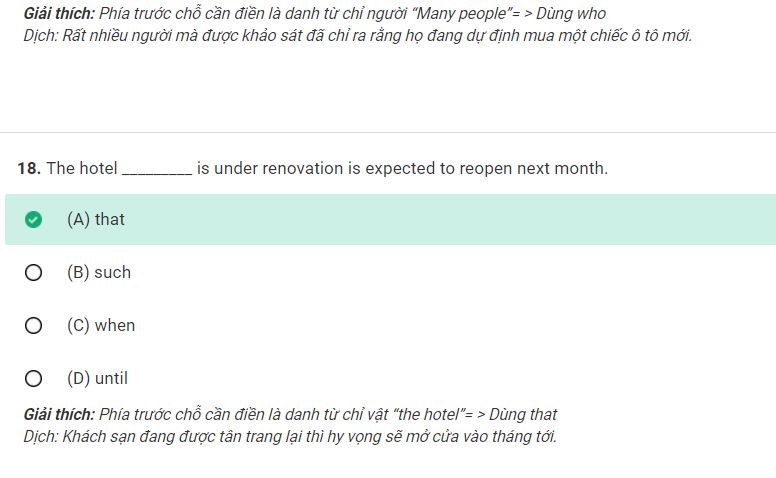 Giải thích: Phía trước chỗ cần điền là danh từ chỉ người “Many people”= > Dùng who
Dịch: Rất nhiều người mà được khảo sát đã chỉ ra rằng họ đang dự định mua một chiếc ô tô mới.
18. The hotel _________ is under renovation is expected to reopen next month.
(A) that
(B) such
(C) when
(D) until
Giải thích: Phía trước chỗ cần điền là danh từ chỉ vật “the hotel”= > Dùng that
Dịch: Khách sạn đang được tân trang lại thì hy vọng sẽ mở cửa vào tháng tới.